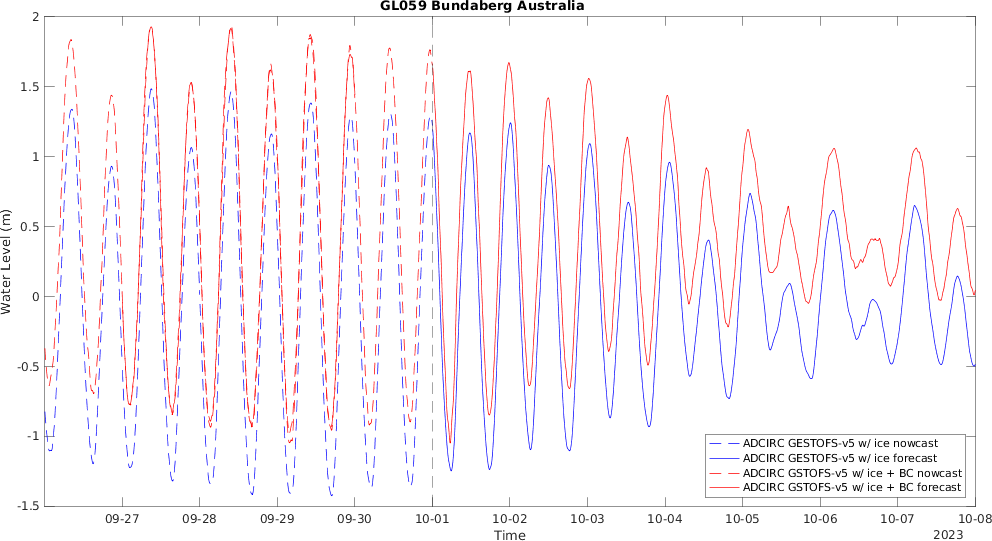 GL059 Bundaberg Australia
Water Level (m)
2
1.5
1
0.5
0
-0.5
-1
-1.5
ADCIRC GESTOFS-v5 w/ ice nowcast
ADCIRC GESTOFS-v5 w/ ice forecast
ADCIRC GSTOFS-v5 w/ ice + BC nowcast
ADCIRC GSTOFS-v5 w/ ice + BC forecast
09-27 09-28 09-29 09-30 10-01 10-02 10-03 10-04 10-05 10-06 10-07 10-08
Time
2023